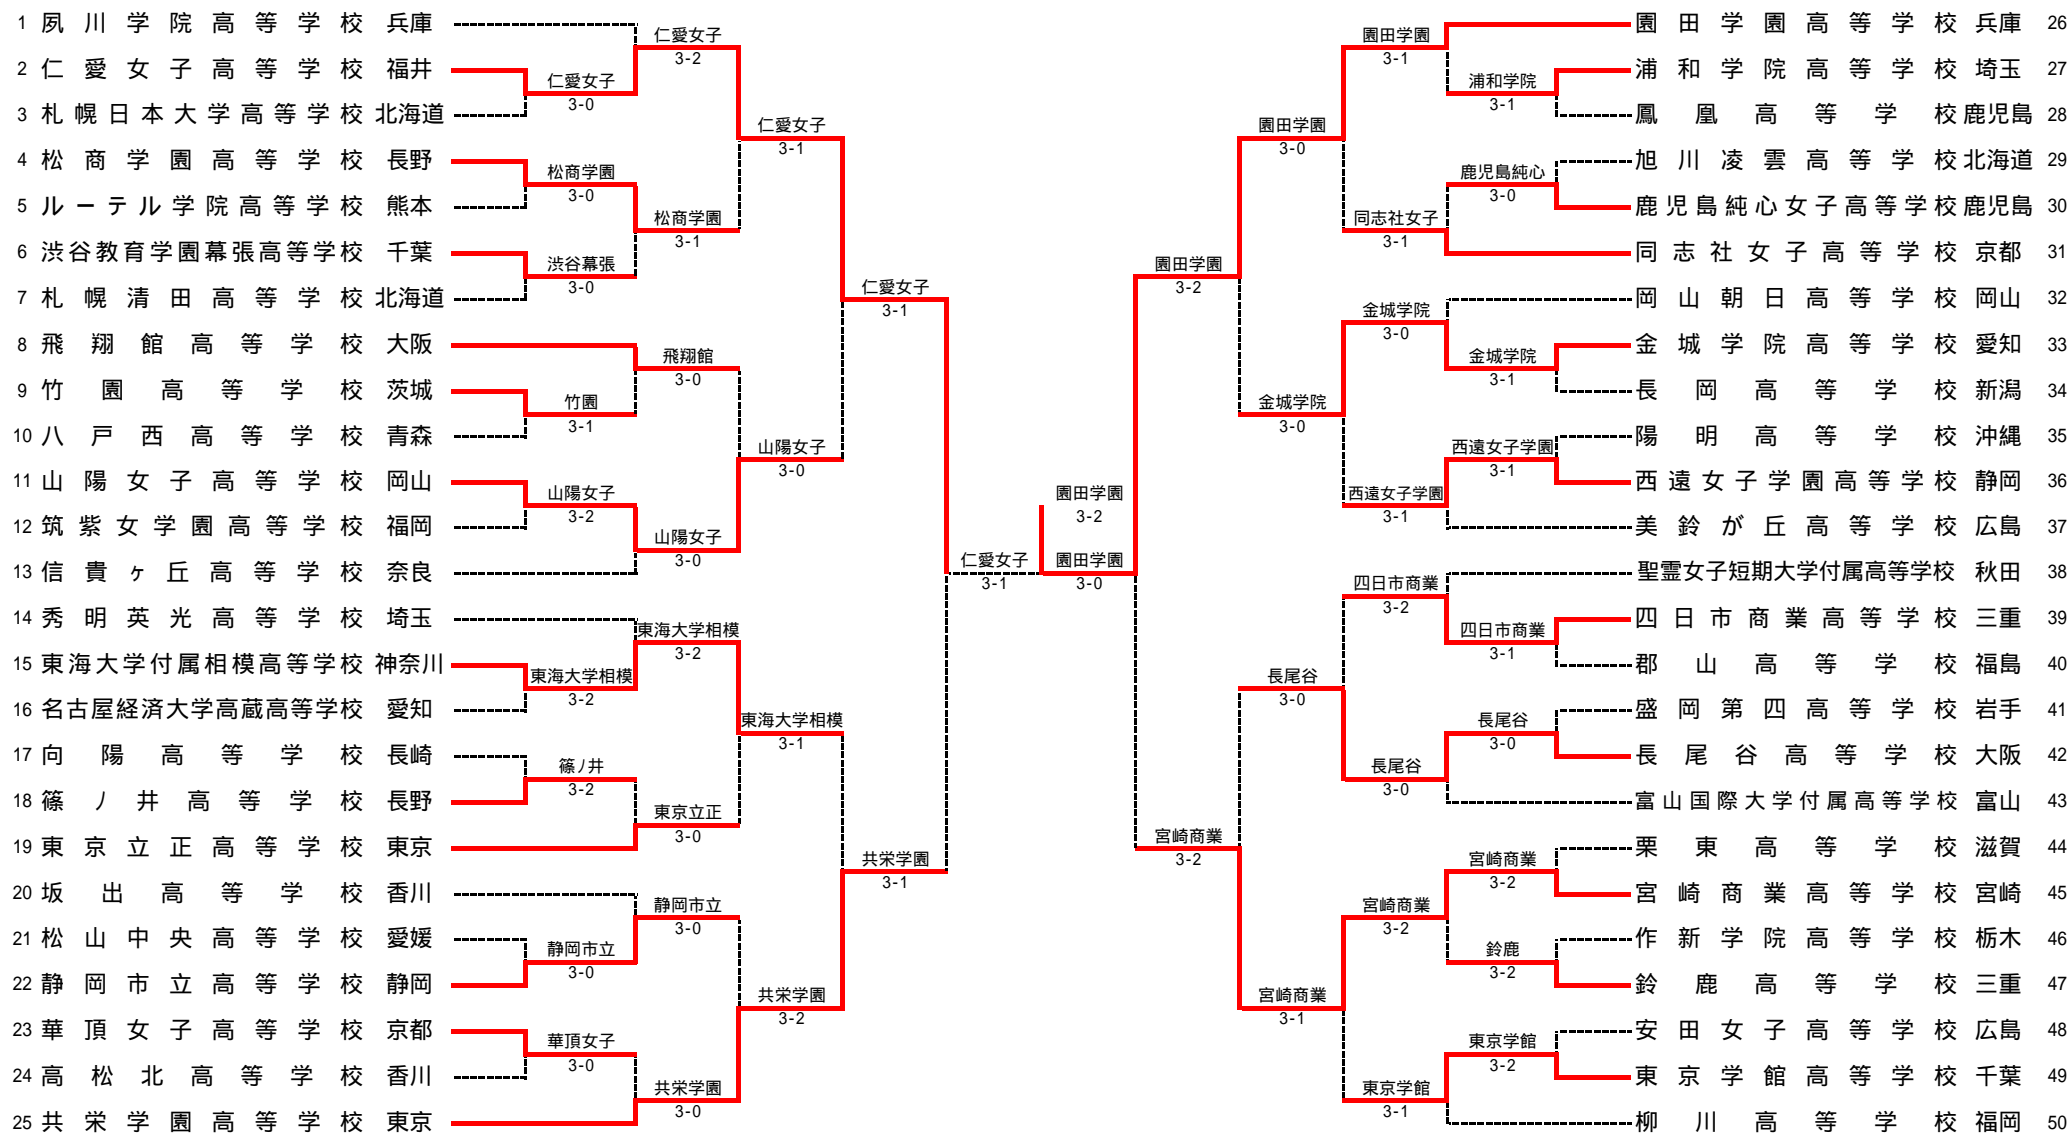 1 夙川学院高等学校 兵庫
2 仁愛女子高等学校 福井
3 札幌日本大学高等学校 北海道
4 松商学園高等学校 長野
5 ルーテル学院高等学校 熊本
6 渋谷教育学園幕張高等学校 千葉
7 札幌清田高等学校 北海道
8 飛翔館高等学校 大阪
9 竹園高等学校 茨城
10 八戸西高等学校 青森
11 山陽女子高等学校 岡山
12 筑紫女学園高等学校 福岡
13 信貴ヶ丘高等学校 奈良
14 秀明英光高等学校 埼玉
15 東海大学付属相模高等学校 神奈川
16 名古屋経済大学高蔵高等学校 愛知
17 向陽高等学校 長崎
18 篠ノ井高等学校 長野
19 東京立正高等学校 東京
20 坂出高等学校 香川
21 松山中央高等学校 愛媛
22 静岡市立高等学校 静岡
23 華頂女子高等学校 京都
24 高松北高等学校 香川
25 共栄学園高等学校 東京
仁愛女子
3-0
松商学園
3-0
渋谷幕張
3-0
竹園
3-1
山陽女子
3-2
東海大学相模
3-2
篠ノ井
3-2
静岡市立
3-0
華頂女子
3-0
仁愛女子
3-2
松商学園
3-1
飛翔館
3-0
山陽女子
3-0
東海大学相模
3-2
東京立正
3-0
静岡市立
3-0
共栄学園
3-0
仁愛女子
3-1
山陽女子
3-0
東海大学相模
3-1
共栄学園
3-2
仁愛女子
3-1
共栄学園
3-1
仁愛女子
3-1
園田学園
3-2
園田学園
3-0
園田学園
3-2
宮崎商業
3-2
園田学園
3-0
金城学院
3-0
長尾谷
3-0
宮崎商業
3-1
園田学園
3-1
同志社女子
3-1
金城学院
3-0
西遠女子学園
3-1
四日市商業
3-2
長尾谷
3-0
宮崎商業
3-2
東京学館
3-1
浦和学院
3-1
鹿児島純心
3-0
金城学院
3-1
西遠女子学園
3-1
四日市商業
3-1
長尾谷
3-0
宮崎商業
3-2
鈴鹿
3-2
東京学館
3-2
園田学園高等学校 兵庫 26
浦和学院高等学校 埼玉 27
鳳凰高等学校 鹿児島 28
旭川凌雲高等学校 北海道 29
鹿児島純心女子高等学校 鹿児島 30
同志社女子高等学校 京都 31
岡山朝日高等学校 岡山 32
金城学院高等学校 愛知 33
長岡高等学校 新潟 34
陽明高等学校 沖縄 35
西遠女子学園高等学校 静岡 36
美鈴が丘高等学校 広島 37
聖霊女子短期大学付属高等学校 秋田 38
四日市商業高等学校 三重 39
郡山高等学校 福島 40
盛岡第四高等学校 岩手 41
長尾谷高等学校 大阪 42
富山国際大学付属高等学校 富山 43
栗東高等学校 滋賀 44
宮崎商業高等学校 宮崎 45
作新学院高等学校 栃木 46
鈴鹿高等学校 三重 47
安田女子高等学校 広島 48
東京学館高等学校 千葉 49
柳川高等学校 福岡 50